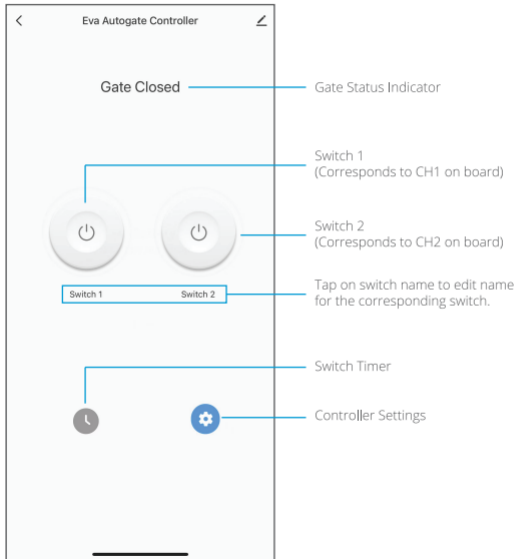 Eva Autogate Controller
Gate Closed
Gate Status Indicator
Switch 1
(Corresponds to CH1 on board)
Switch 2
(Corresponds to CH2 on board)
Switch 1
Switch 2
Tap on switch name to edit name
for the corresponding switch.
Switch Timer
Controller Settings